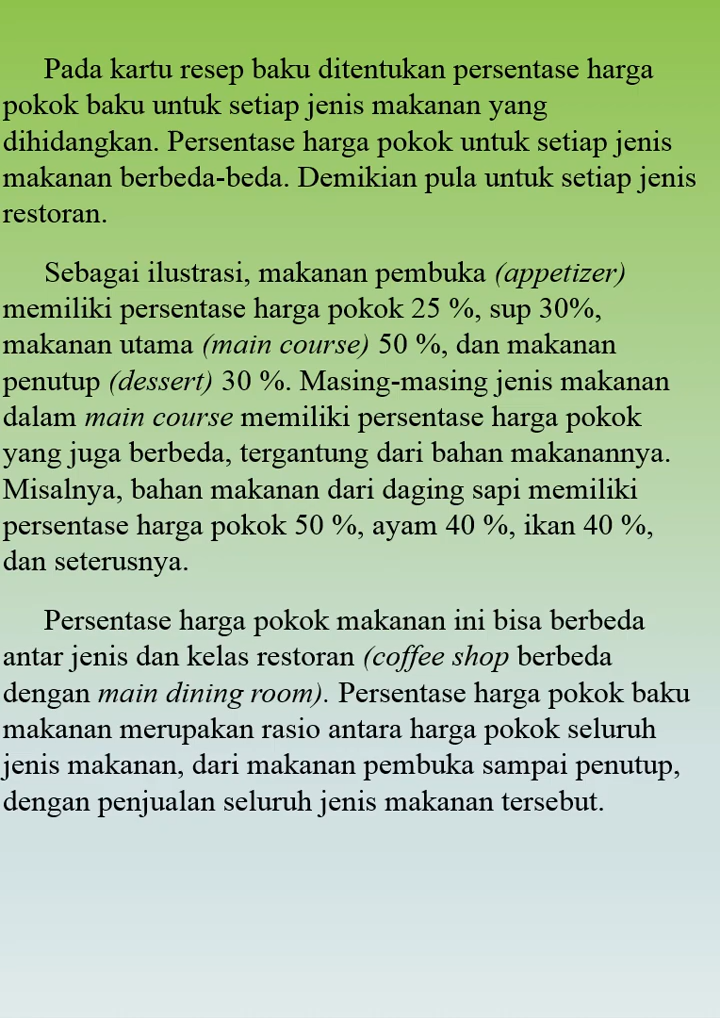 Pada kartu resep baku ditentukan persentase harga
pokok baku untuk setiap jenis makanan yang
dihidangkan. Persentase harga pokok untuk setiap jenis
makanan berbeda-beda. Demikian pula untuk setiap jenis
restoran.
Sebagai ilustrasi, makanan pembuka (appetizer)
memiliki persentase harga pokok 25 %, sup 30%,
makanan utama (main course) 50 %, dan makanan
penutup (dessert) 30 %. Masing-masing jenis makanan
dalam main course memiliki persentase harga pokok
yang juga berbeda, tergantung dari bahan makanannya.
Misalnya, bahan makanan dari daging sapi memiliki
persentase harga pokok 50 %, ayam 40 %, ikan 40 %,
dan seterusnya.
Persentase harga pokok makanan ini bisa berbeda
antar jenis dan kelas restoran (coffee shop berbeda
dengan main dining room). Persentase harga pokok baku
makanan merupakan rasio antara harga pokok seluruh
jenis makanan, dari makanan pembuka sampai penutup,
dengan penjualan seluruh jenis makanan tersebut.